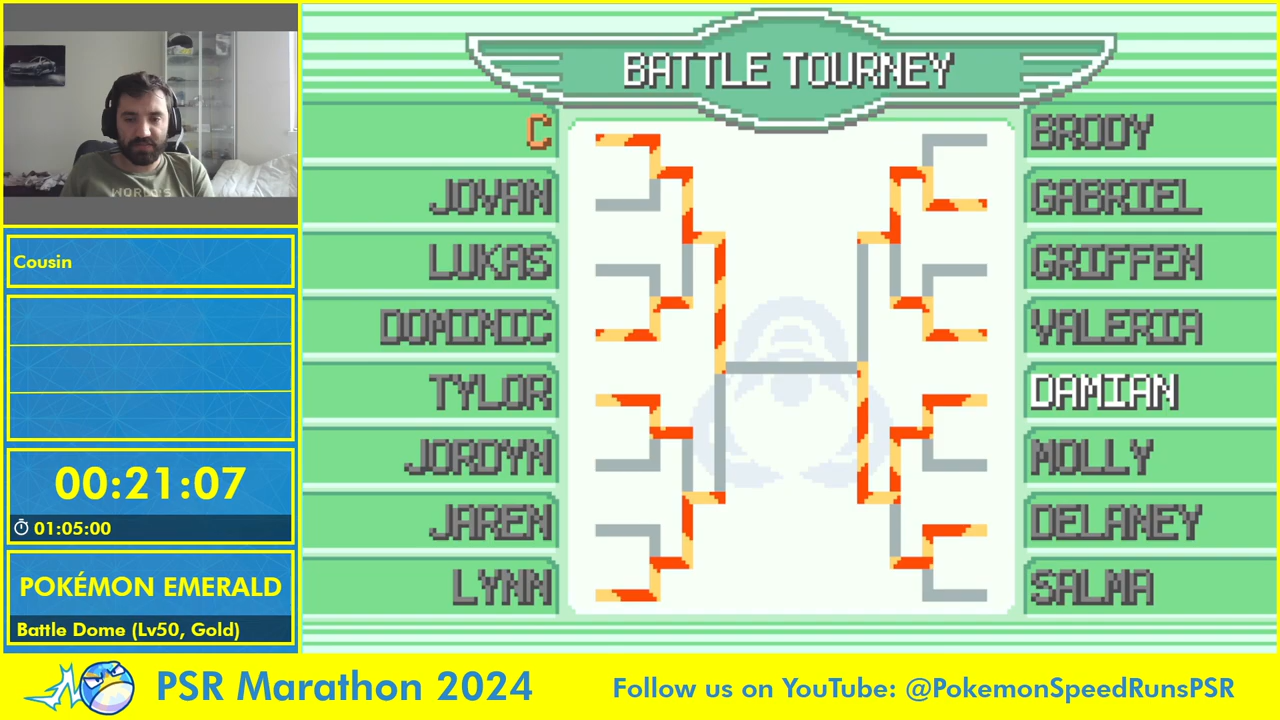 BATTLE TOURNEY
C
JOVAN
LUKAS
DOMINIC
TYLOR
JORDYN
JAREN
LYNN
BRODY
GABRIEL
GRIFFEN
VALERIA
DAMIAN
MOLLY
DELANEY
SALMA
WORLD'S
Cousin
00:21:07
01:05:00
POKÉMON EMERALD
Battle Dome (Lv50, Gold)
PSR Marathon 2024
Follow us on YouTube: @PokemonSpeedRunsPSR